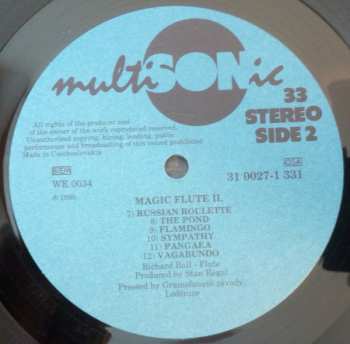 multiSONic
33
STEREO
SIDE 2
All rights of the producer and
of the owner of the work reproduced reserved.
Unauthorized copying, hiring, lending, public
performance and broadcasting of this record prohibited
Made in Czechoslovakia
WE 0034
31 0027-1 331
MAGIC FLUTE II.
7) RUSSIAN ROULETTE
8) THE POND
9) FLAMINGO
10) SYMPATHY
11) PANGAEA
12) VAGABUNDO
Richard Ball - Flute
Produced by Stan Regal
Pressed by Gramofonové závody
Loděnice